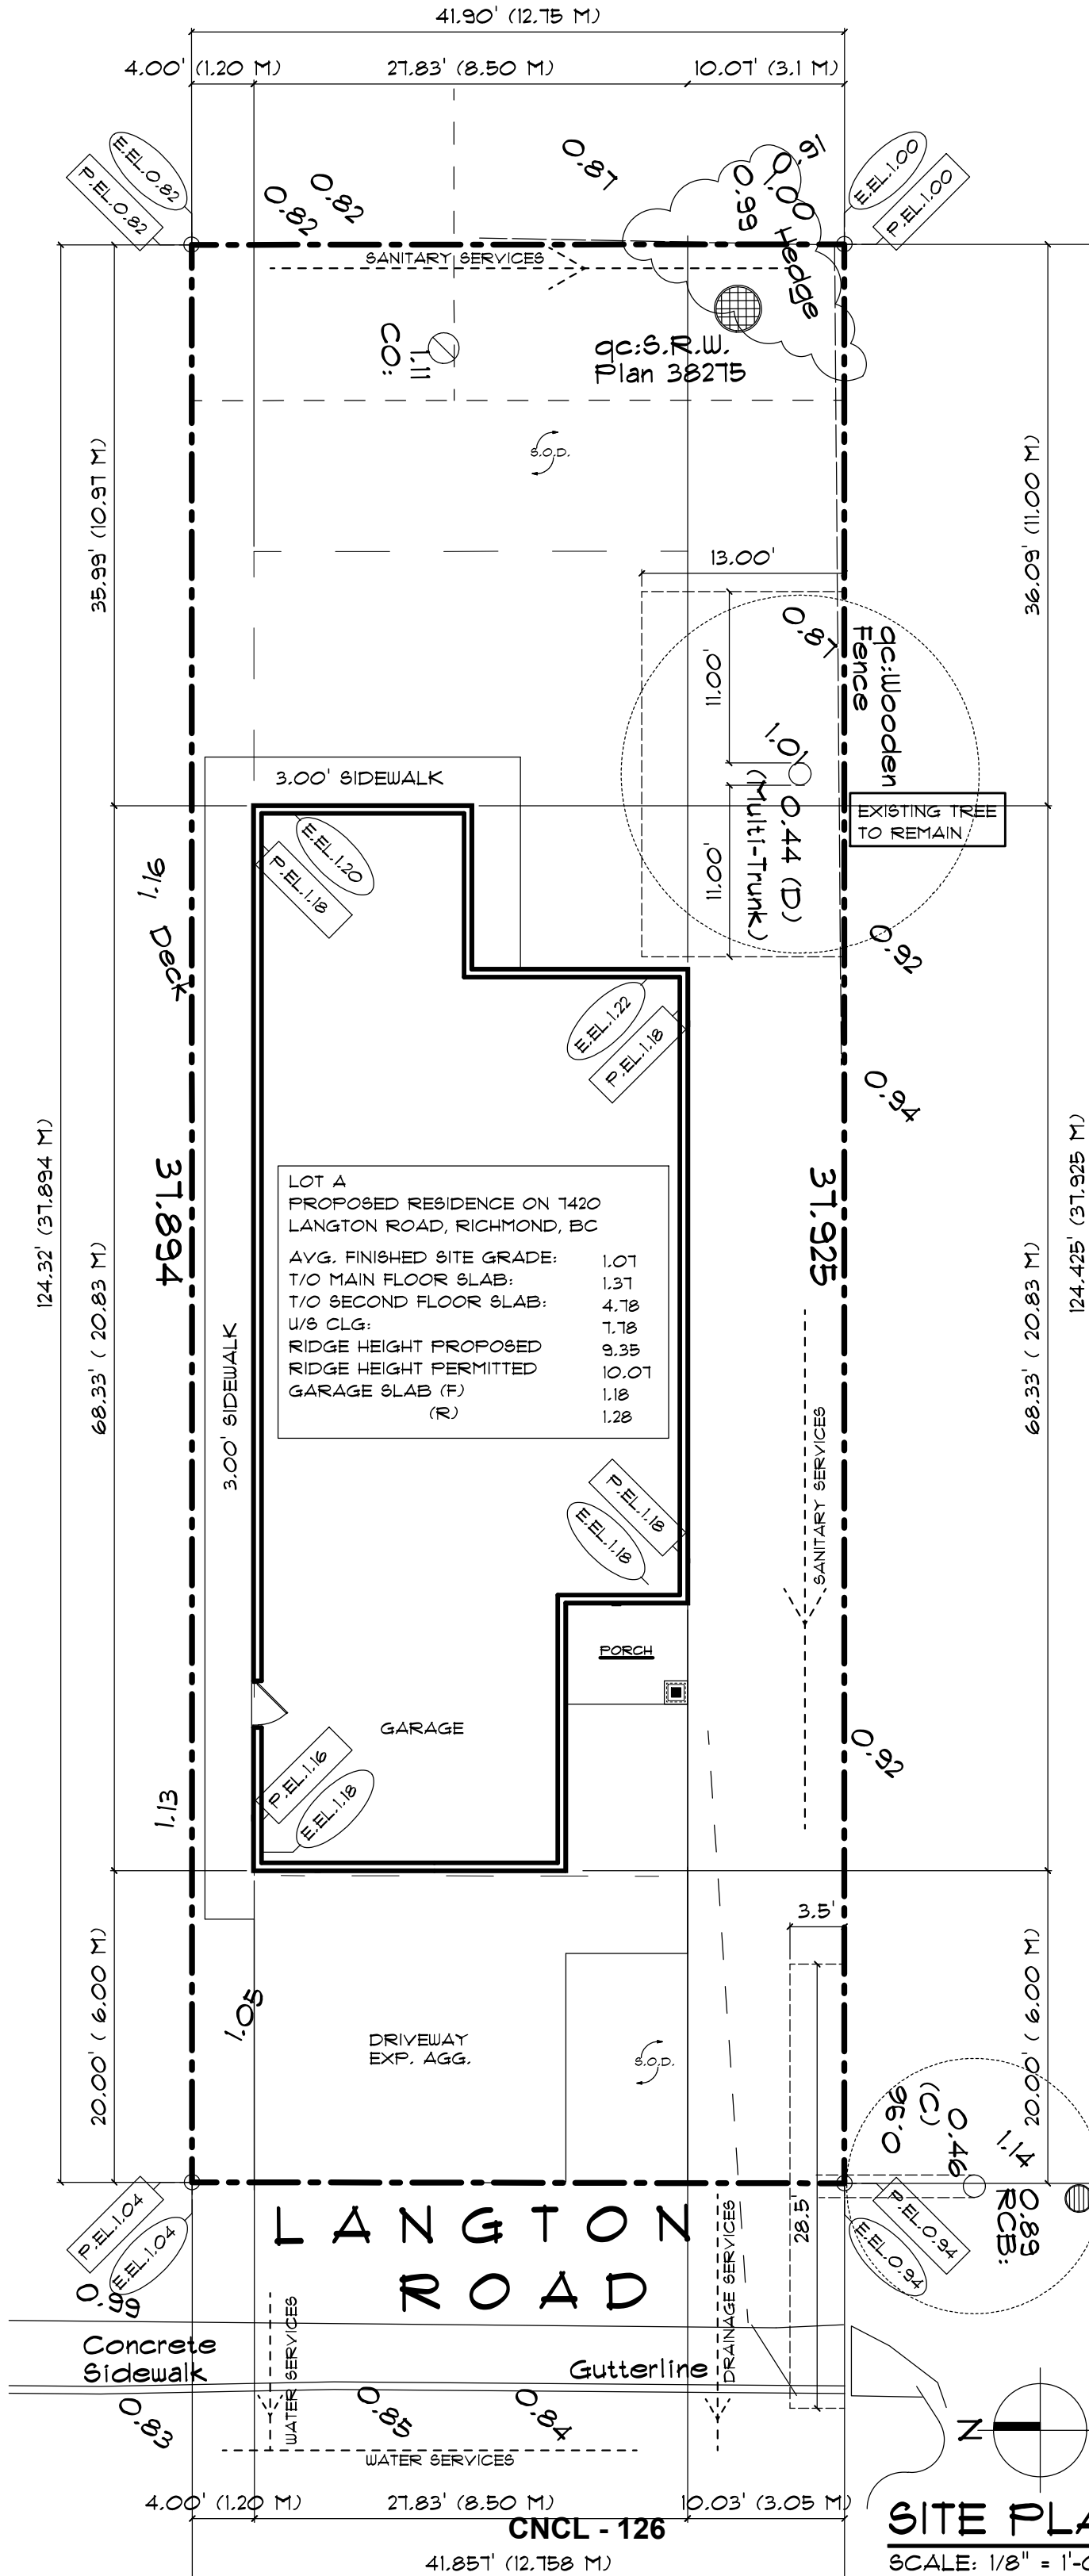 41.90' (12.75 M)
4.00' (1.20 M)
27.83' (8.50 M)
10.07' (3.1 M)
E.EL.0.82
P.EL.0.82
0.82
0.82
0.87
0.99
1.00
0.91
Hedge
E.EL.1.00
P.EL.1.00
SANITARY SERVICES
CO:
1.11
qc:S.R.W.
Plan 38275
S.O.D.
35.99' (10.97 M)
36.09' (11.00 M)
13.00'
11.00'
11.00'
0.87
qc:Wooden
Fence
1.01
0.44 (D)
(Multi-Trunk)
EXISTING TREE
TO REMAIN
3.00' SIDEWALK
E.EL.1.20
P.EL.1.18
1.16
Deck
0.92
E.EL.1.22
P.EL.1.18
0.94
124.32' (37.894 M)
68.33' ( 20.83 M)
37.894
3.00' SIDEWALK
LOT A
PROPOSED RESIDENCE ON 7420
LANGTON ROAD, RICHMOND, BC
AVG. FINISHED SITE GRADE: 1.07
T/O MAIN FLOOR SLAB: 1.37
T/O SECOND FLOOR SLAB: 4.78
U/S CLG: 7.78
RIDGE HEIGHT PROPOSED 9.35
RIDGE HEIGHT PERMITTED 10.07
GARAGE SLAB (F) 1.18
(R) 1.28
37.925
68.33' ( 20.83 M)
124.425' (37.925 M)
SANITARY SERVICES
P.EL.1.18
E.EL.1.18
PORCH
GARAGE
P.EL.1.16
E.EL.1.18
1.13
0.92
3.5'
20.00' ( 6.00 M)
1.05
DRIVEWAY
EXP. AGG.
S.O.D.
20.00' ( 6.00 M)
0.96
(C)
0.46
1.14
0.89
RCB:
P.EL.1.04
E.EL.1.04
P.EL.0.94
E.EL.0.94
28.5'
LANGTON
ROAD
0.99
Concrete
Sidewalk
WATER SERVICES
DRAINAGE SERVICES
Gutterline
0.83
0.85
0.84
WATER SERVICES
N
4.00' (1.20 M)
27.83' (8.50 M)
10.03' (3.05 M)
CNCL - 126
41.857' (12.758 M)
SITE PLA
SCALE: 1/8" = 1'-0